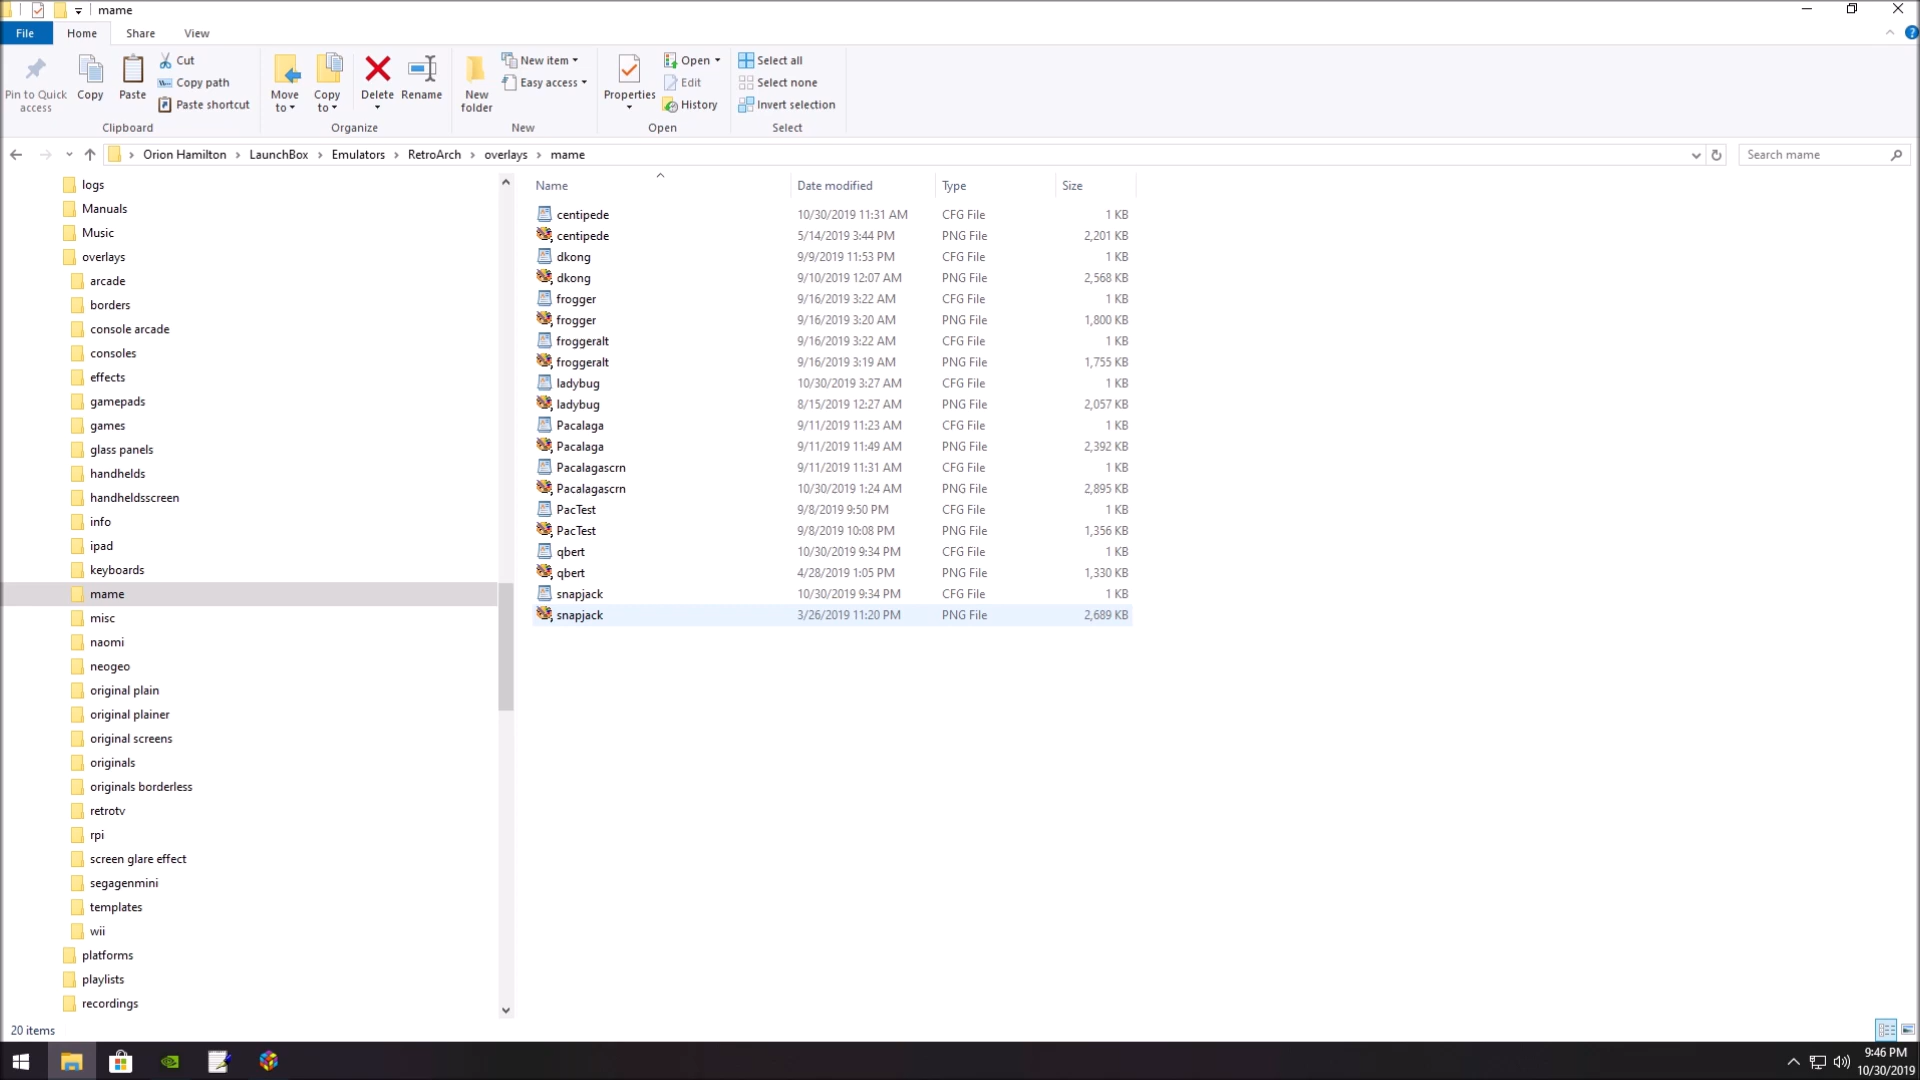 mame
File Home Share View
Pin to Quick access
Copy
Paste
Cut
Copy path
Paste shortcut
Clipboard
Move to
Copy to
Delete
Rename
Organize
New folder
New item
Easy access
New
Properties
Open
Edit
History
Open
Select all
Select none
Invert selection
Select
Orion Hamilton › LaunchBox › Emulators › RetroArch › overlays › mame
Search mame
logs
Manuals
Music
overlays
arcade
borders
console arcade
consoles
effects
gamepads
games
glass panels
handhelds
handheldsscreen
info
ipad
keyboards
mame
misc
naomi
neogeo
original plain
original plainer
original screens
originals
originals borderless
retrotv
rpi
screen glare effect
segagenmini
templates
wii
platforms
playlists
recordings
Name Date modified Type Size
centipede 10/30/2019 11:31 AM CFG File 1 KB
centipede 5/14/2019 3:44 PM PNG File 2,201 KB
dkong 9/9/2019 11:53 PM CFG File 1 KB
dkong 9/10/2019 12:07 AM PNG File 2,568 KB
frogger 9/16/2019 3:22 AM CFG File 1 KB
frogger 9/16/2019 3:20 AM PNG File 1,800 KB
froggeralt 9/16/2019 3:22 AM CFG File 1 KB
froggeralt 9/16/2019 3:19 AM PNG File 1,755 KB
ladybug 10/30/2019 3:27 AM CFG File 1 KB
ladybug 8/15/2019 12:27 AM PNG File 2,057 KB
Pacalaga 9/11/2019 11:23 AM CFG File 1 KB
Pacalaga 9/11/2019 11:49 AM PNG File 2,392 KB
Pacalagascrn 9/11/2019 11:31 AM CFG File 1 KB
Pacalagascrn 10/30/2019 1:24 AM PNG File 2,895 KB
PacTest 9/8/2019 9:50 PM CFG File 1 KB
PacTest 9/8/2019 10:08 PM PNG File 1,356 KB
qbert 10/30/2019 9:34 PM CFG File 1 KB
qbert 4/28/2019 1:05 PM PNG File 1,330 KB
snapjack 10/30/2019 9:34 PM CFG File 1 KB
snapjack 3/26/2019 11:20 PM PNG File 2,689 KB
20 items
9:46 PM
10/30/2019